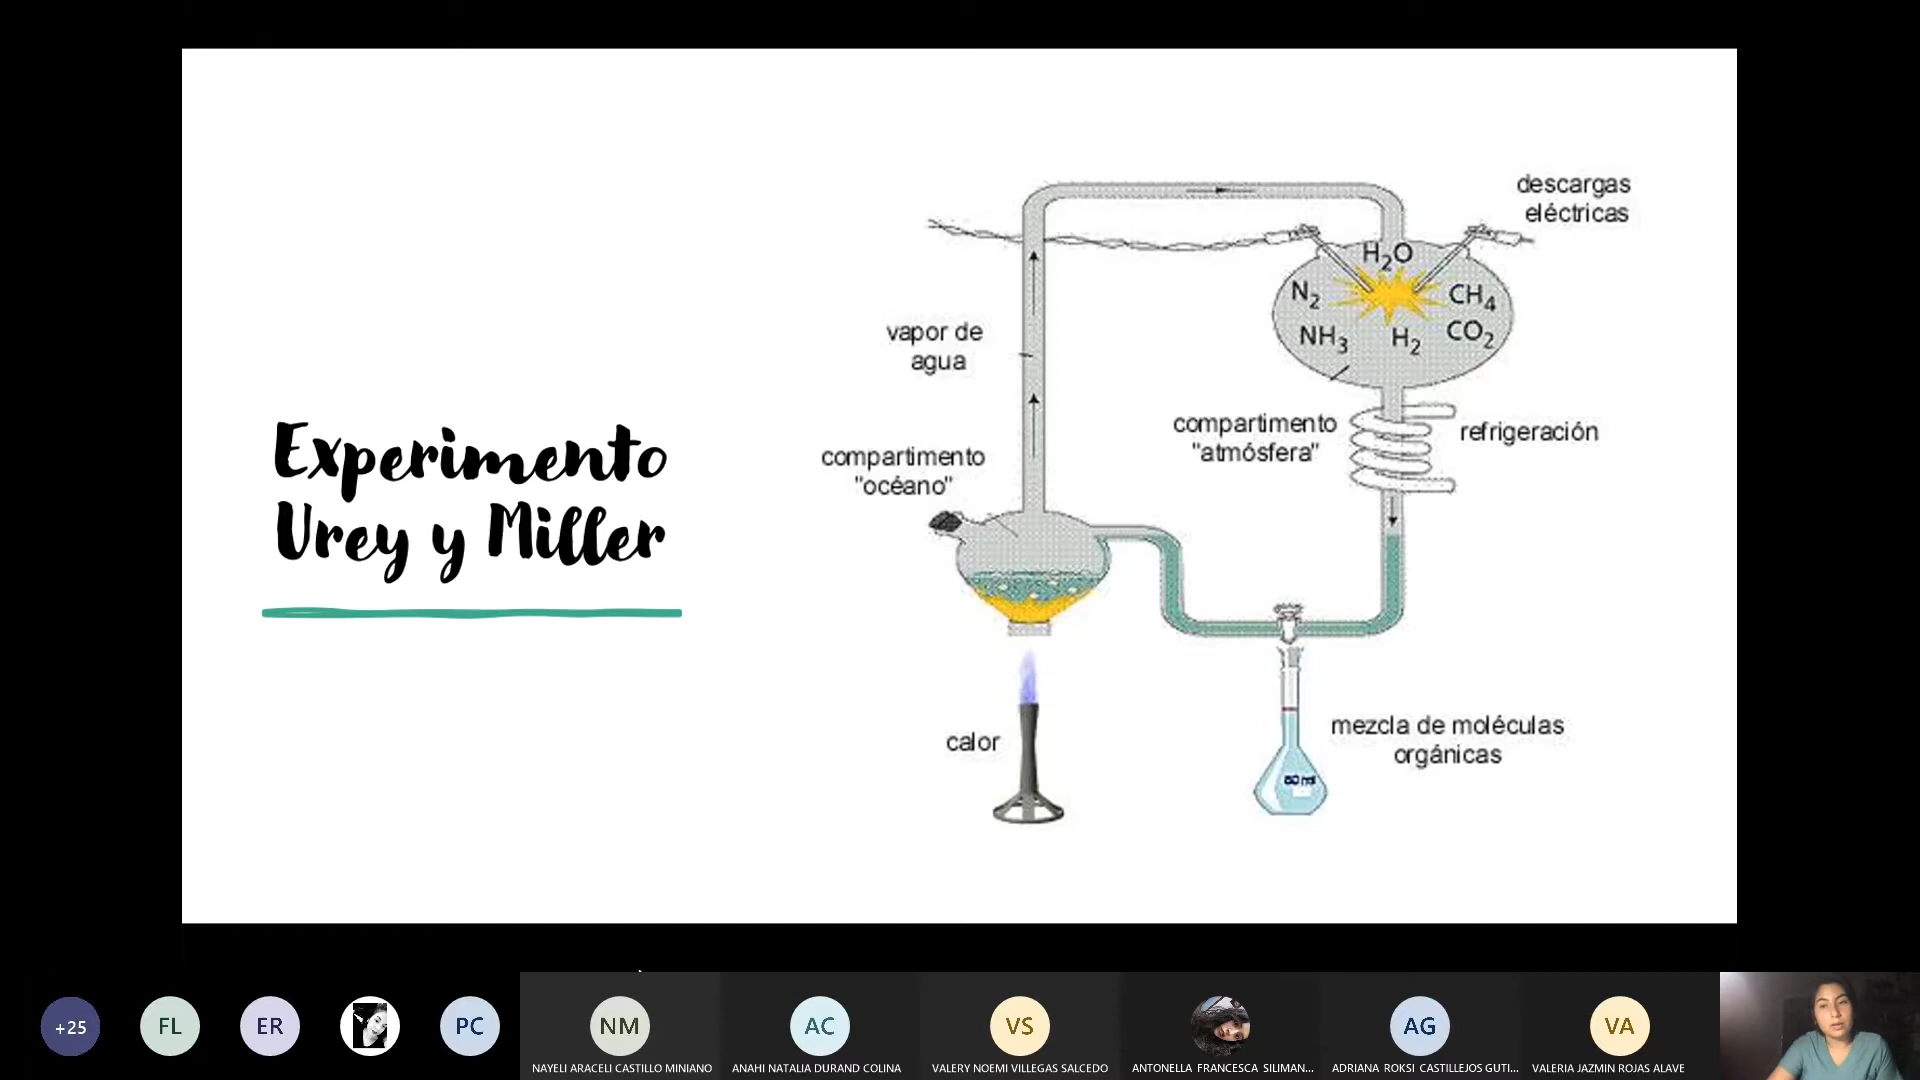 Experimento
Urey y Miller
descargas
eléctricas
H2O
N2
CH4
NH3
H2
CO2
vapor de
agua
compartimento
"atmósfera"
refrigeración
compartimento
"océano"
calor
mezcla de moléculas
orgánicas
50 ml
+25
FL
ER
PC
NM
AC
VS
AG
VA
NAYELI ARACELI CASTILLO MINIANO
ANAHI NATALIA DURAND COLINA
VALERY NOEMI VILLEGAS SALCEDO
ANTONELLA FRANCESCA SILIMAN...
ADRIANA ROKSI CASTILLEJOS GUTI...
VALERIA JAZMIN ROJAS ALAVE